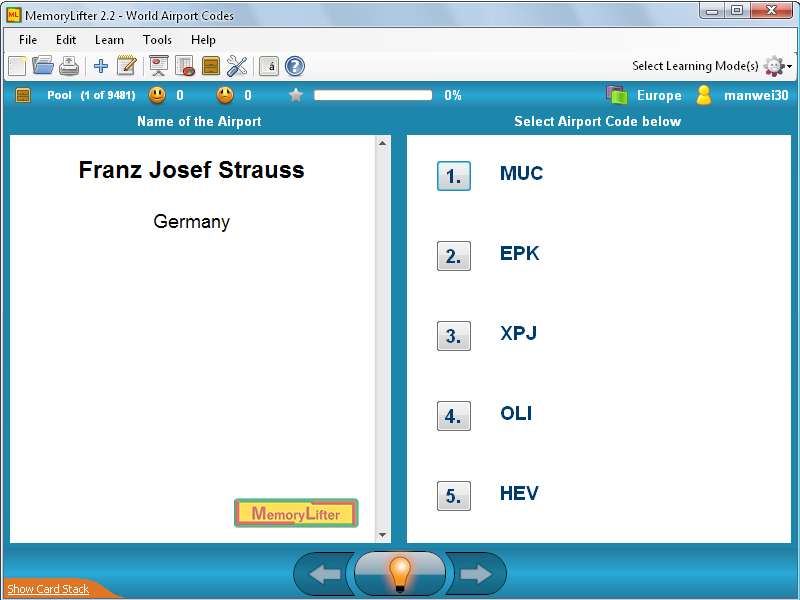 MemoryLifter 2.2 - World Airport Codes
File Edit Learn Tools Help
á ? Select Learning Mode(s)
Pool (1 of 9481) 0 0 0% Europe manwei30
Name of the Airport
Select Airport Code below
Franz Josef Strauss
Germany
1. MUC
2. EPK
3. XPJ
4. OLI
5. HEV
MemoryLifter
Show Card Stack